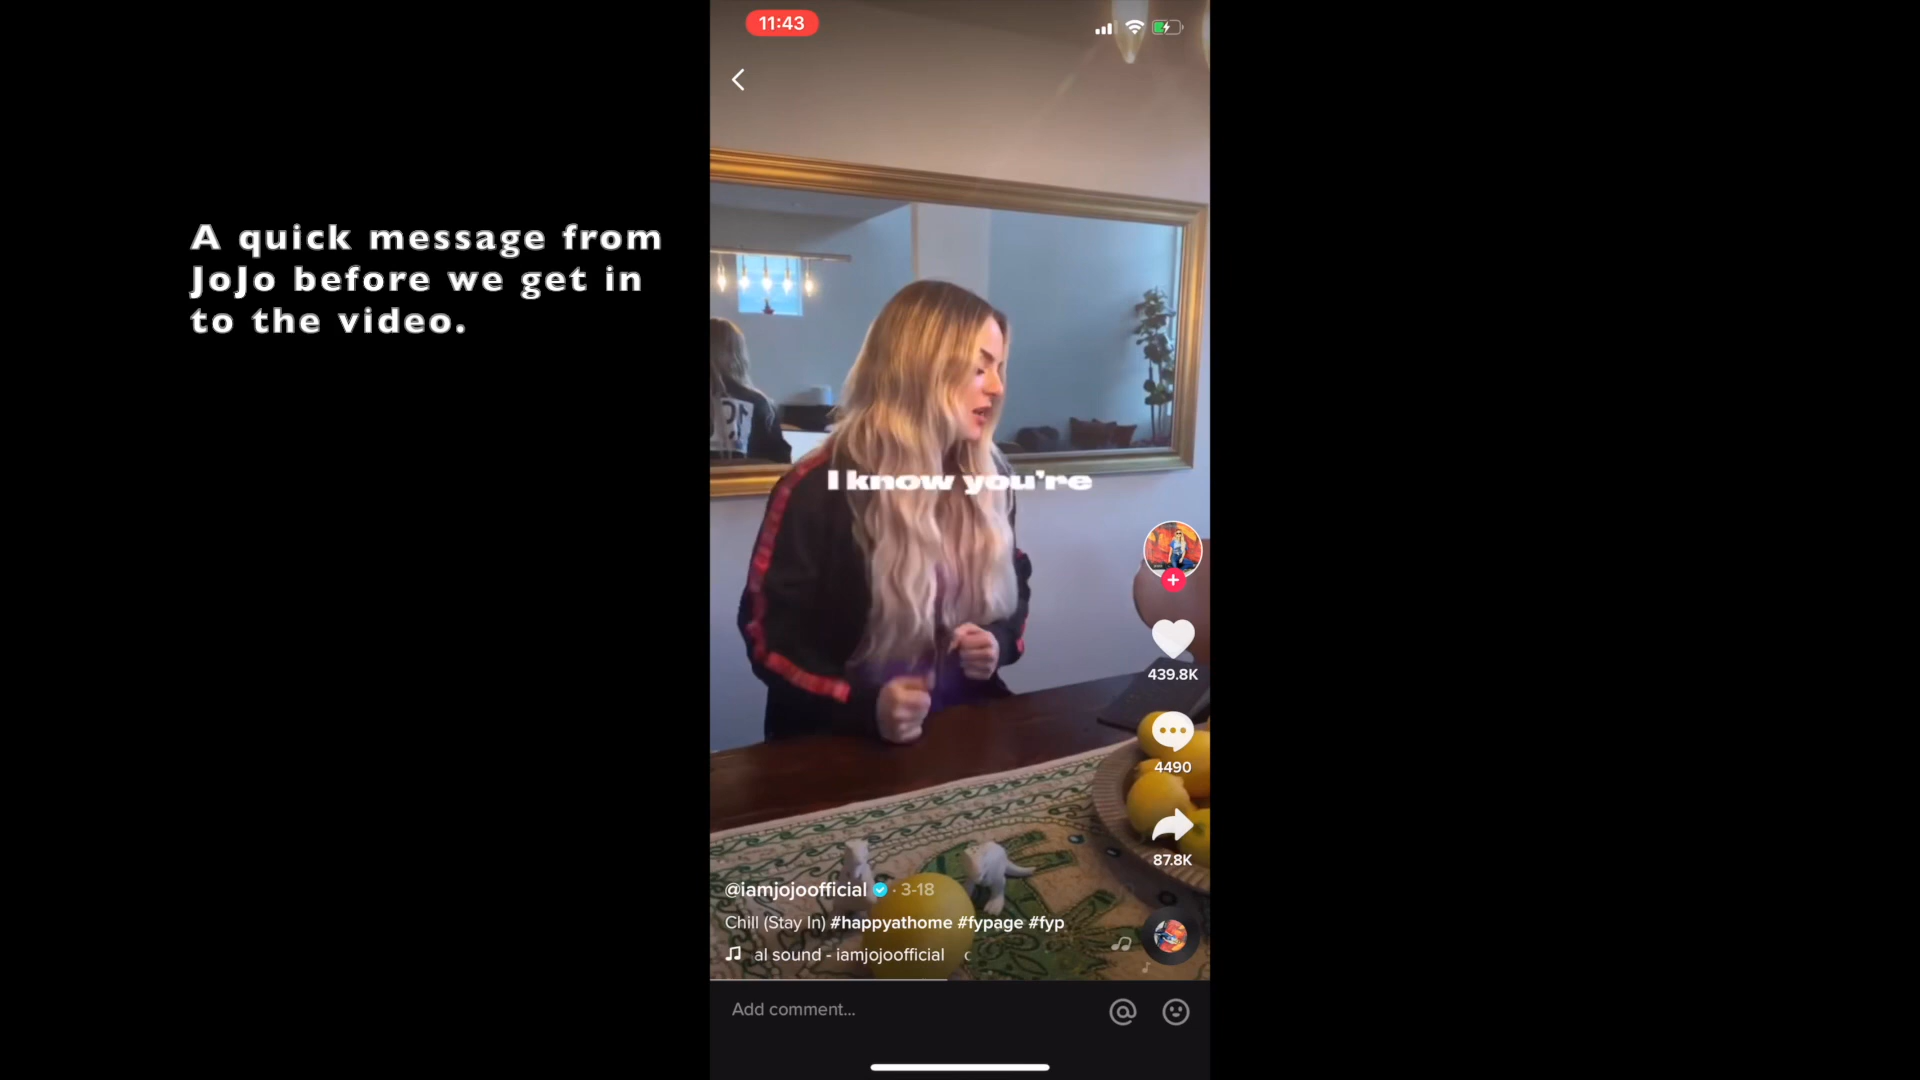 11:43
A quick message from
JoJo before we get in
to the video.
I know you're
439.8K
4490
87.8K
@iamjojoofficial · 3-18
Chill (Stay In) #happyathome #fypage #fyp
al sound - iamjojoofficial
Add comment...